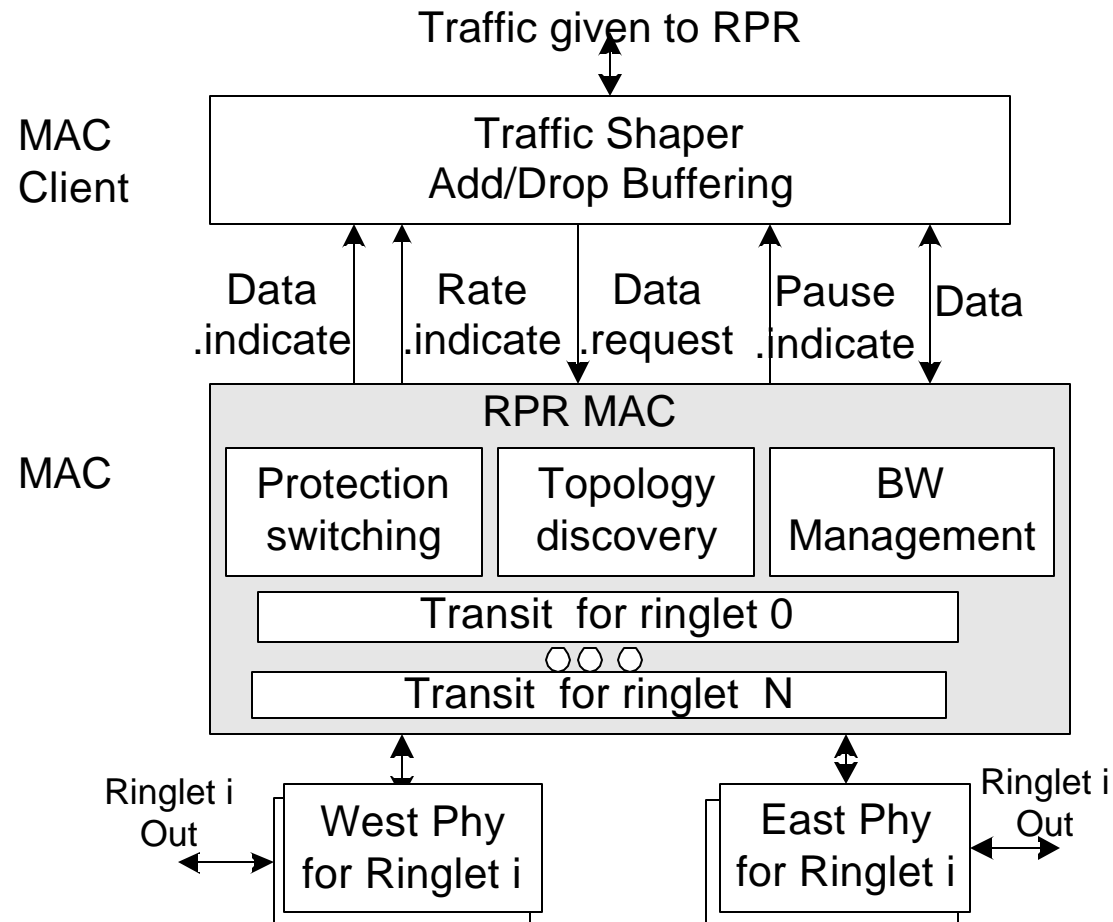 Traffic given to RPR
MAC
Client
Traffic Shaper
Add/Drop Buffering
Data
.indicate
Rate
.indicate
Data
.request
Pause
.indicate
Data
RPR MAC
MAC
Protection
switching
Topology
discovery
BW
Management
Transit for ringlet 0
Transit for ringlet N
Ringlet i
Out
West Phy
for Ringlet i
East Phy
for Ringlet i
Ringlet i
Out